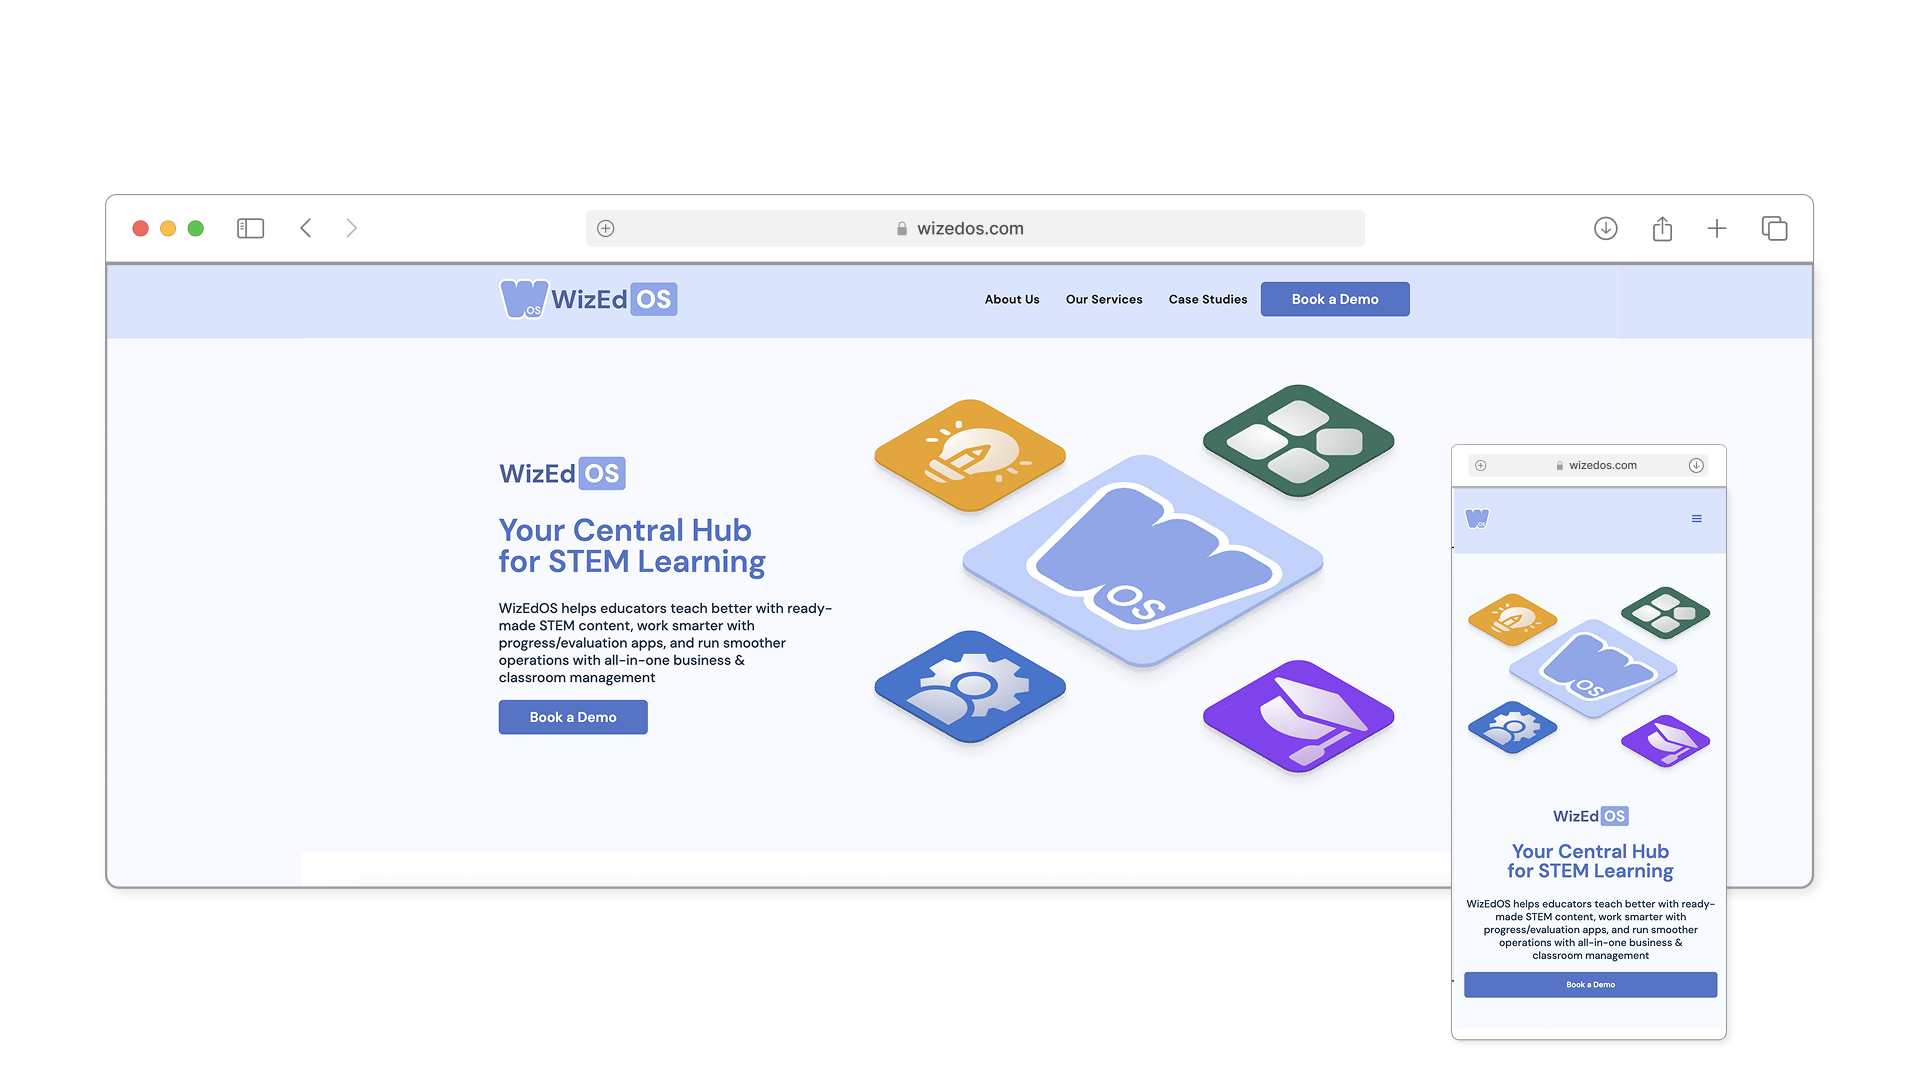 wizedos.com
OS
WizEd OS
About Us
Our Services
Case Studies
Book a Demo
WizEd OS
Your Central Hub
for STEM Learning
WizEdOS helps educators teach better with ready-
made STEM content, work smarter with
progress/evaluation apps, and run smoother
operations with all-in-one business &
classroom management
Book a Demo
OS
wizedos.com
OS
OS
WizEd OS
Your Central Hub
for STEM Learning
WizEdOS helps educators teach better with ready-
made STEM content, work smarter with
progress/evaluation apps, and run smoother
operations with all-in-one business &
classroom management
Book a Demo